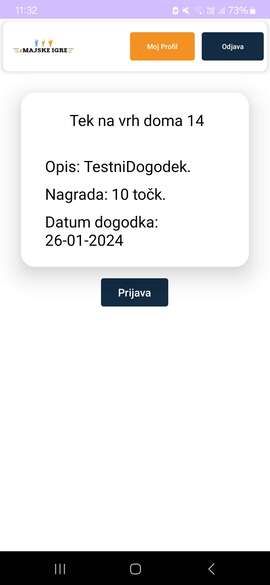 11:32
73%
MAJSKE IGRE
Moj Profil
Odjava
Tek na vrh doma 14
Opis: TestniDogodek.
Nagrada: 10 točk.
Datum dogodka:
26-01-2024
Prijava